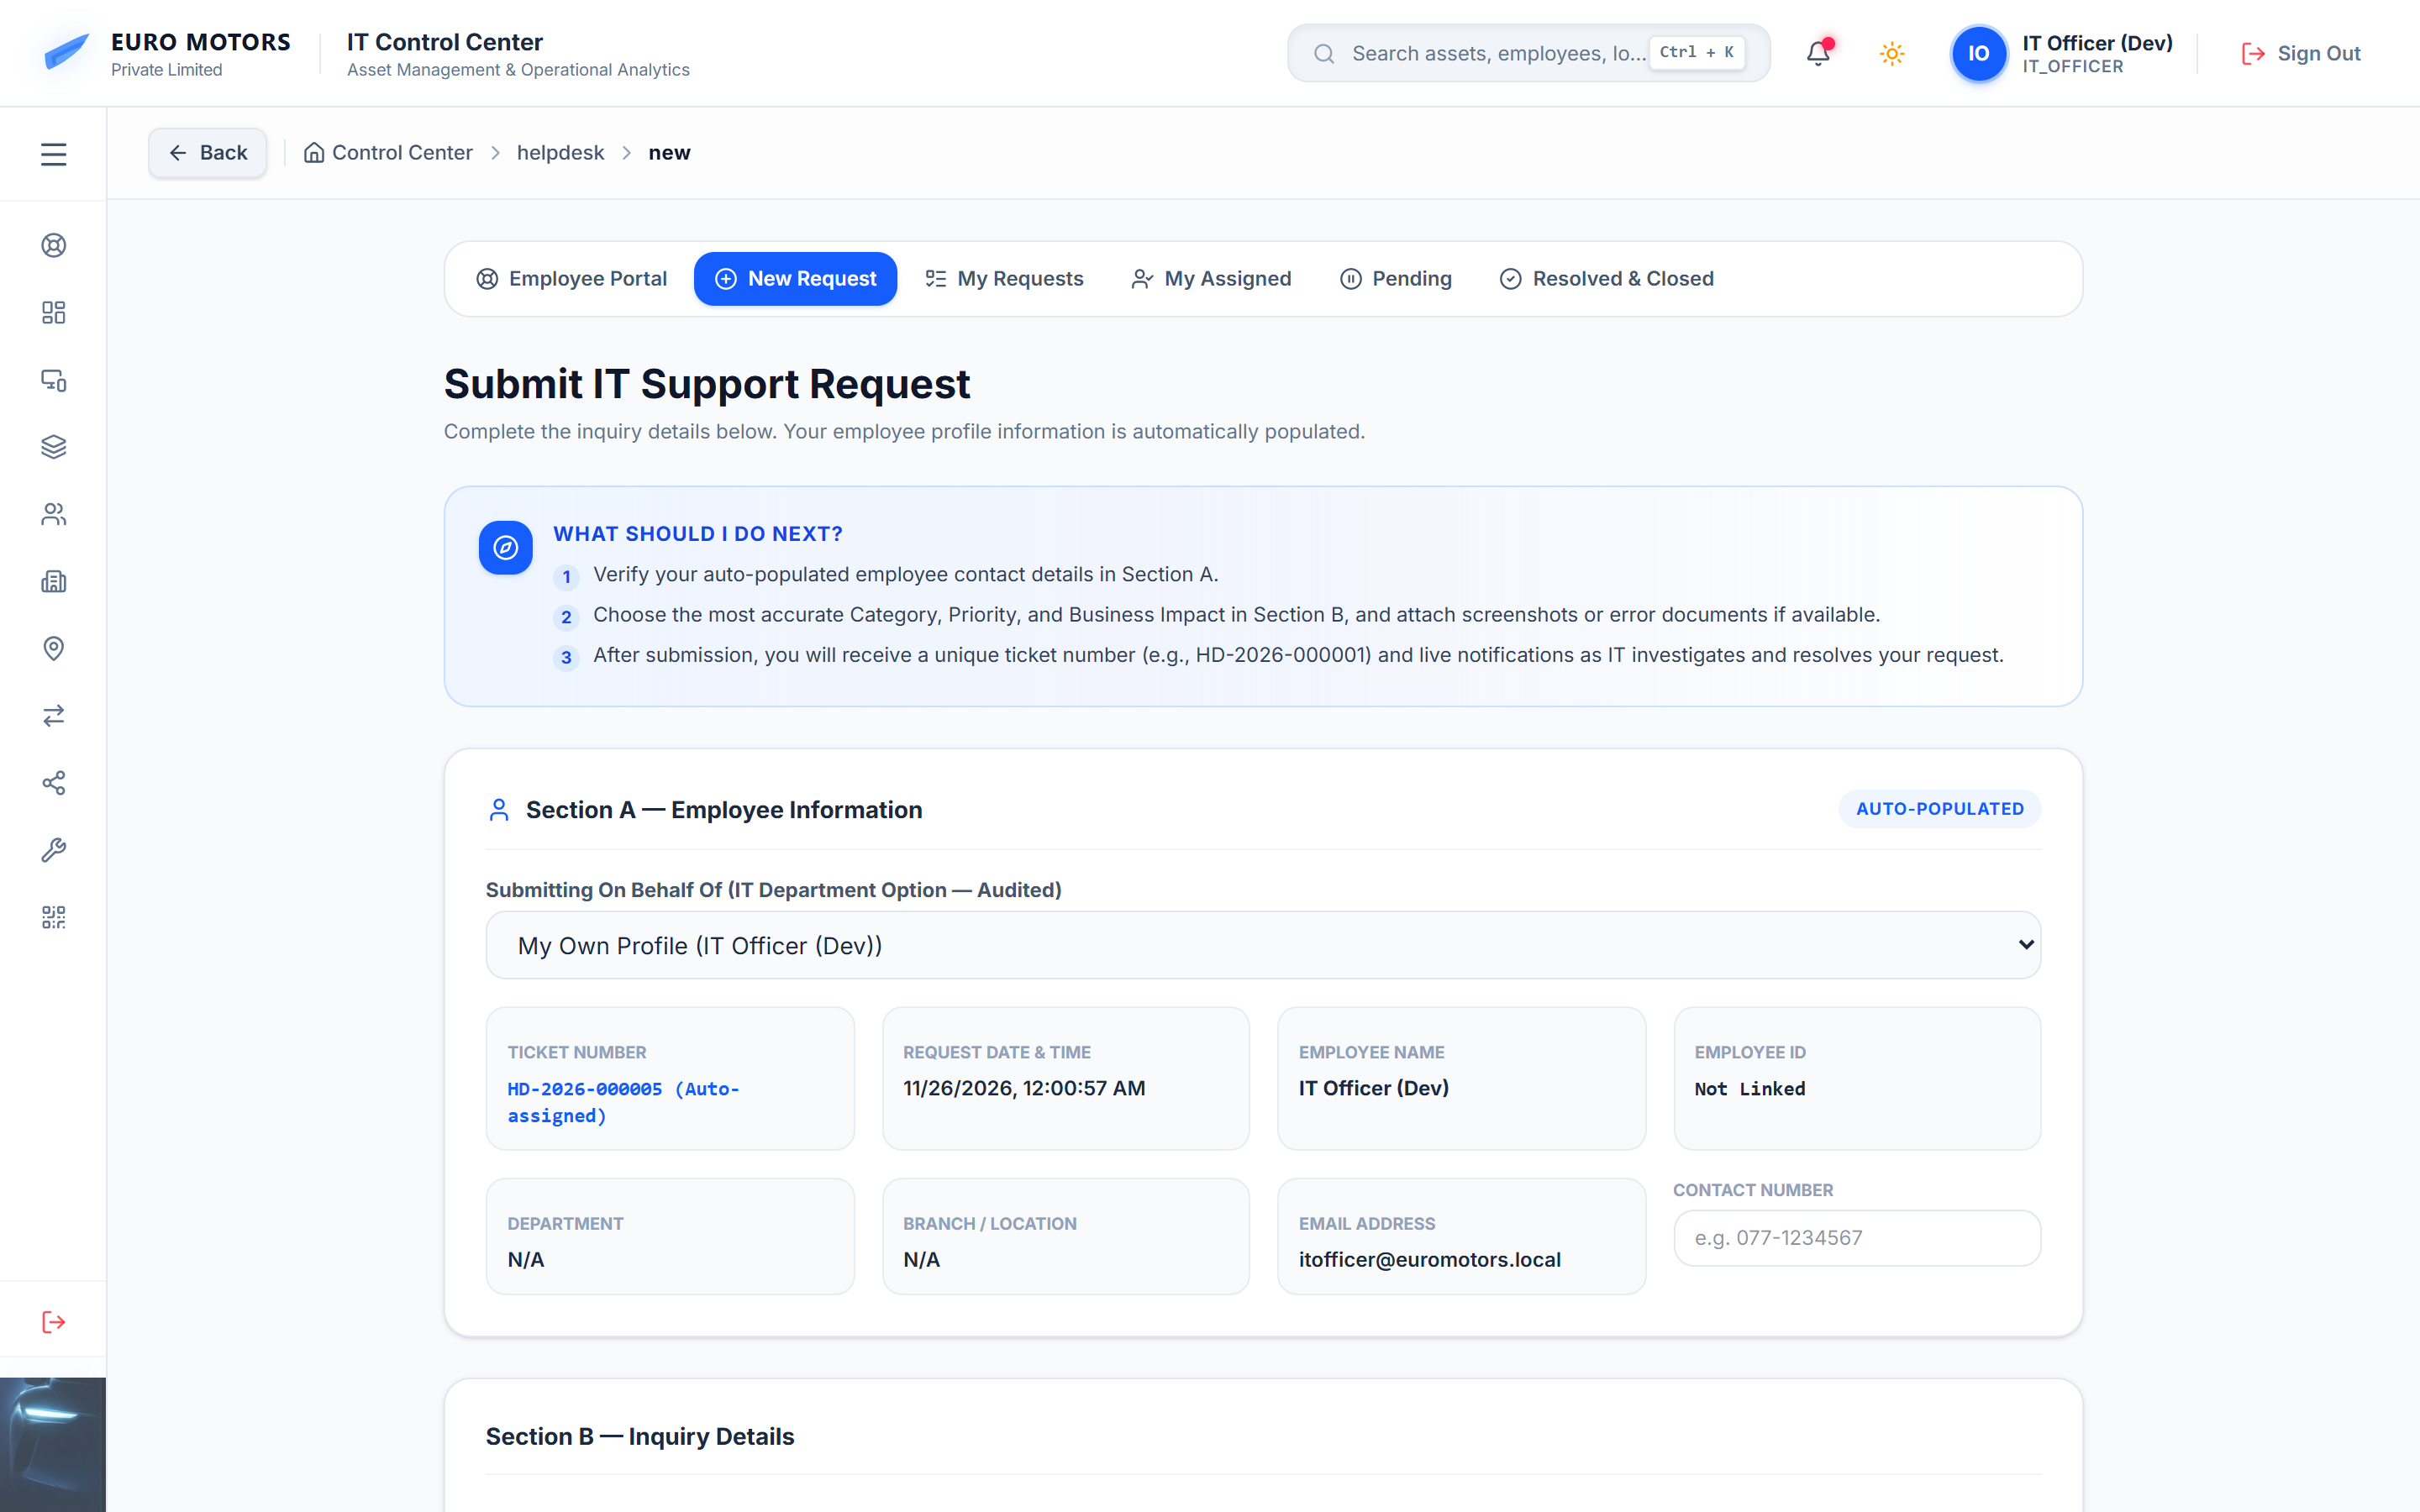 EURO MOTORS
Private Limited
IT Control Center
Asset Management & Operational Analytics
Search assets, employees, lo...
Ctrl + K
IO
IT Officer (Dev)
IT_OFFICER
Sign Out
Back
Control Center
helpdesk
new
Employee Portal
New Request
My Requests
My Assigned
Pending
Resolved & Closed
Submit IT Support Request
Complete the inquiry details below. Your employee profile information is automatically populated.
WHAT SHOULD I DO NEXT?
1 Verify your auto-populated employee contact details in Section A.
2 Choose the most accurate Category, Priority, and Business Impact in Section B, and attach screenshots or error documents if available.
3 After submission, you will receive a unique ticket number (e.g., HD-2026-000001) and live notifications as IT investigates and resolves your request.
Section A — Employee Information
AUTO-POPULATED
Submitting On Behalf Of (IT Department Option — Audited)
My Own Profile (IT Officer (Dev))
TICKET NUMBER
HD-2026-000005 (Auto-
assigned)
REQUEST DATE & TIME
11/26/2026, 12:00:57 AM
EMPLOYEE NAME
IT Officer (Dev)
EMPLOYEE ID
Not Linked
DEPARTMENT
N/A
BRANCH / LOCATION
N/A
EMAIL ADDRESS
itofficer@euromotors.local
CONTACT NUMBER
e.g. 077-1234567
Section B — Inquiry Details